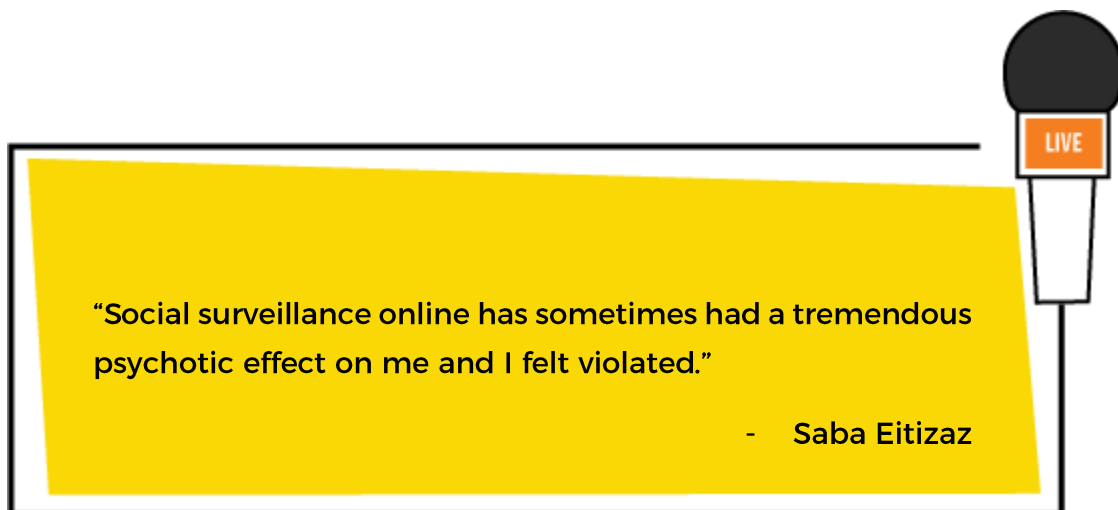 LIVE
“Social surveillance online has sometimes had a tremendous
psychotic effect on me and I felt violated.”
- Saba Eitizaz